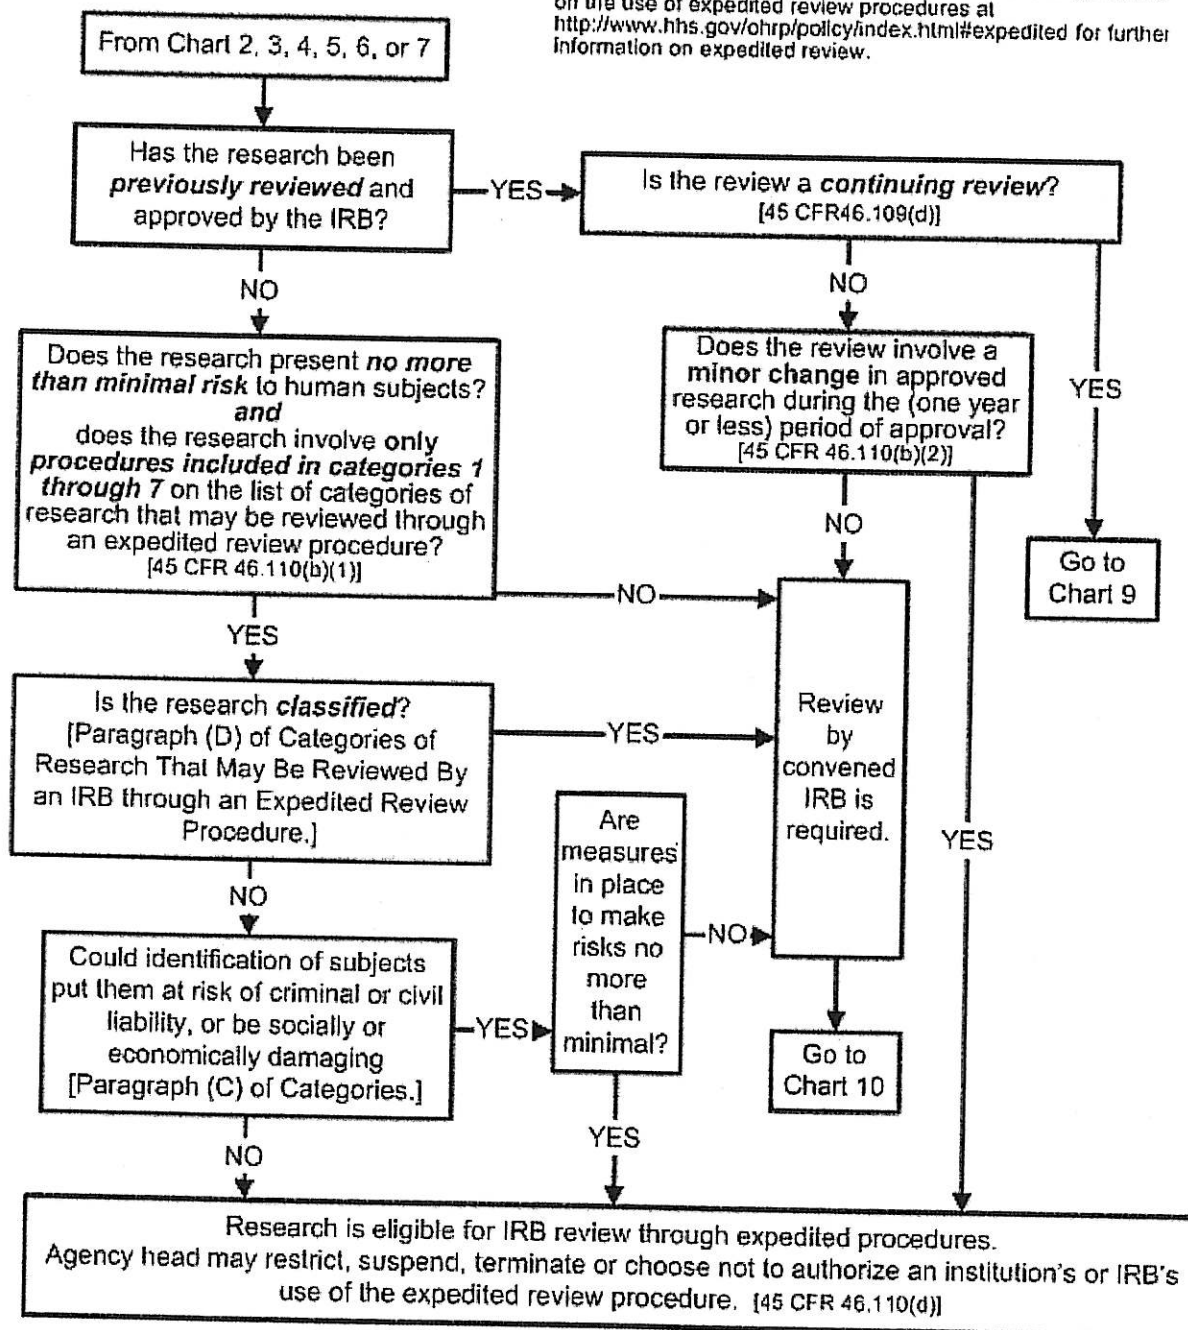 on the use of expedited review procedures at
http://www.hhs.gov/ohrp/policy/index.html#expedited for further
information on expedited review.
From Chart 2, 3, 4, 5, 6, or 7
Has the research been
previously reviewed and
approved by the IRB?
YES
Is the review a continuing review?
[45 CFR46.109(d)]
NO
NO
YES
Does the research present no more
than minimal risk to human subjects?
and
does the research involve only
procedures included in categories 1
through 7 on the list of categories of
research that may be reviewed through
an expedited review procedure?
[45 CFR 46.110(b)(1)]
Does the review involve a
minor change in approved
research during the (one year
or less) period of approval?
[45 CFR 46.110(b)(2)]
NO
Go to
Chart 9
NO
YES
Is the research classified?
[Paragraph (D) of Categories of
Research That May Be Reviewed By
an IRB through an Expedited Review
Procedure.]
YES
Review
by
convened
IRB is
required.
YES
NO
Are
measures
in place
to make
risks no
more
than
minimal?
NO
Could identification of subjects
put them at risk of criminal or civil
liability, or be socially or
economically damaging
[Paragraph (C) of Categories.]
YES
Go to
Chart 10
NO
YES
Research is eligible for IRB review through expedited procedures.
Agency head may restrict, suspend, terminate or choose not to authorize an institution's or IRB's
use of the expedited review procedure. [45 CFR 46.110(d)]